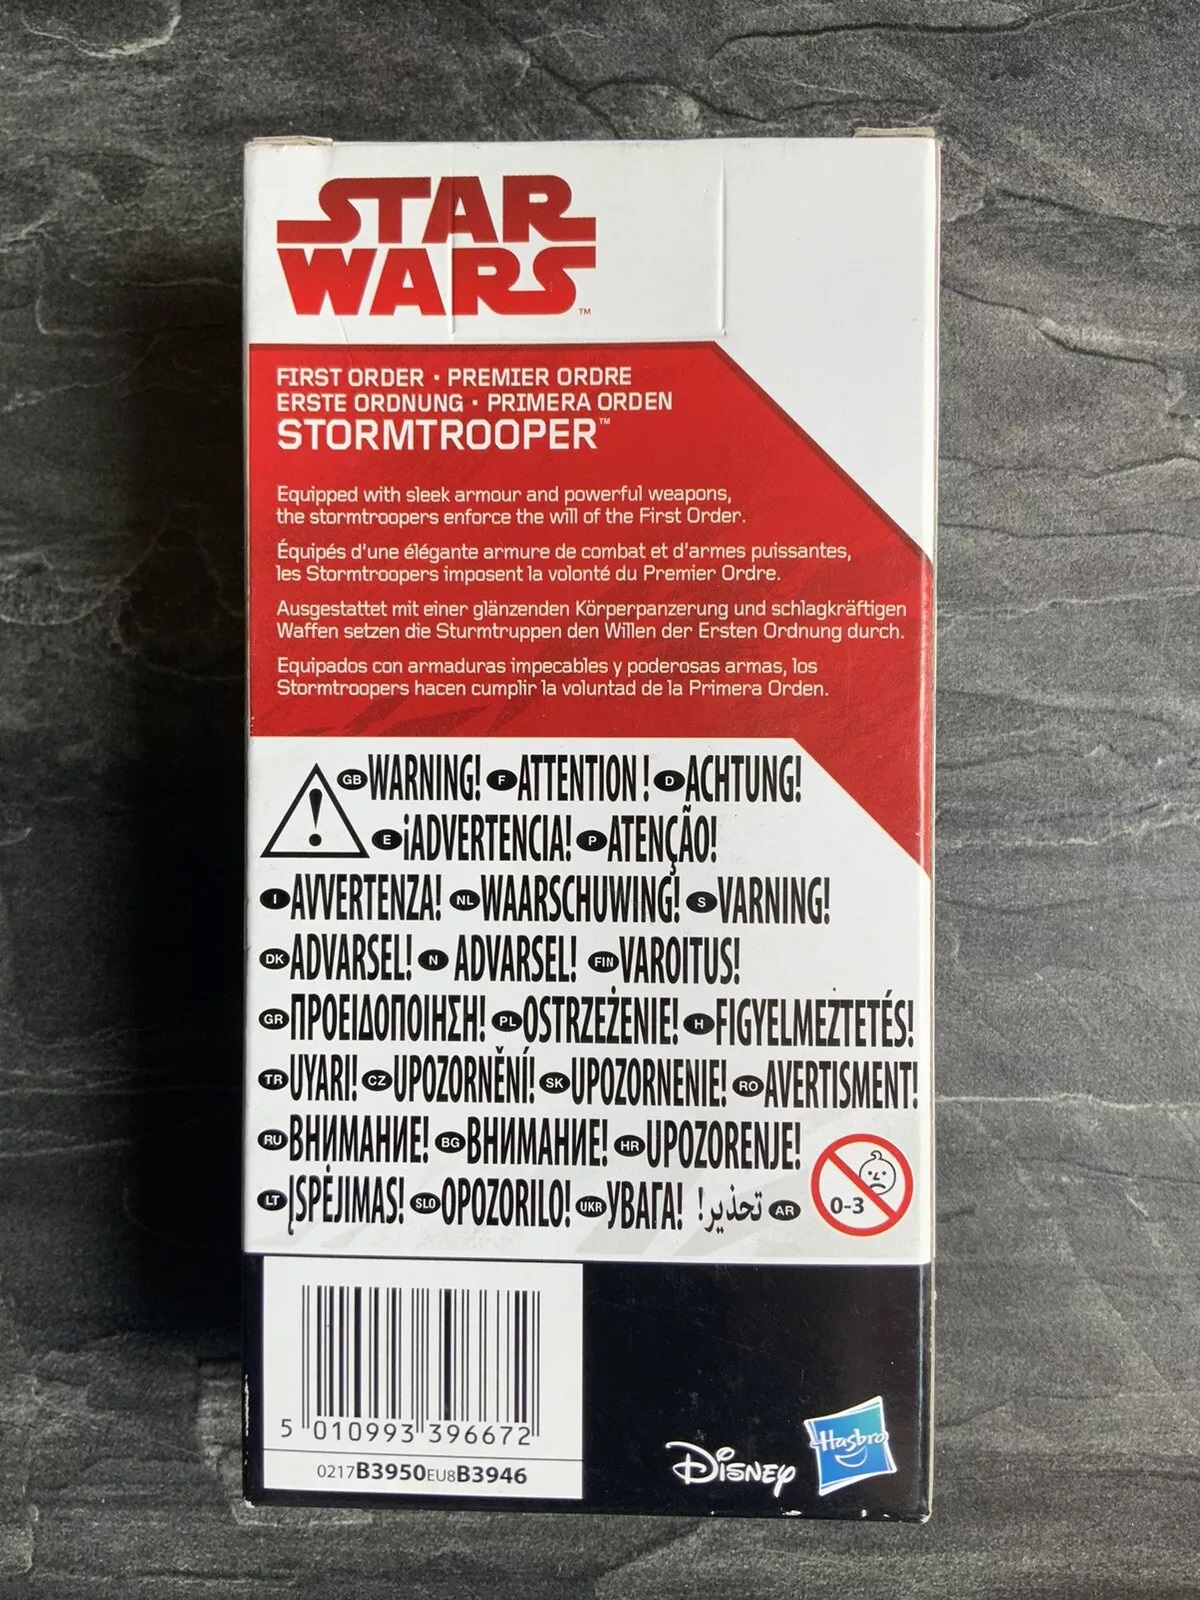 STAR
WARS™
FIRST ORDER · PREMIER ORDRE
ERSTE ORDNUNG · PRIMERA ORDEN
STORMTROOPER™
Equipped with sleek armour and powerful weapons,
the stormtroopers enforce the will of the First Order.
Équipés d'une élégante armure de combat et d'armes puissantes,
les Stormtroopers imposent la volonté du Premier Ordre.
Ausgestattet mit einer glänzenden Körperpanzerung und schlagkräftigen
Waffen setzen die Sturmtruppen den Willen der Ersten Ordnung durch.
Equipados con armaduras impecables y poderosas armas, los
Stormtroopers hacen cumplir la voluntad de la Primera Orden.
GB WARNING! F ATTENTION ! D ACHTUNG!
E ¡ADVERTENCIA! P ATENÇÃO!
I AVVERTENZA! NL WAARSCHUWING! S VARNING!
DK ADVARSEL! N ADVARSEL! FIN VAROITUS!
GR ΠΡΟΕΙΔΟΠΟΙΗΣΗ! PL OSTRZEŻENIE! H FIGYELMEZTETÉS!
TR UYARI! CZ UPOZORNĚNÍ! SK UPOZORNENIE! RO AVERTISMENT!
RU ВНИМАНИЕ! BG ВНИМАНИЕ! HR UPOZORENJE!
LT ĮSPĖJIMAS! SLO OPOZORILO! UKR УВАГА! تحذير! AR
0-3
5 010993 396672
0217B3950EU8B3946
Disney
Hasbro